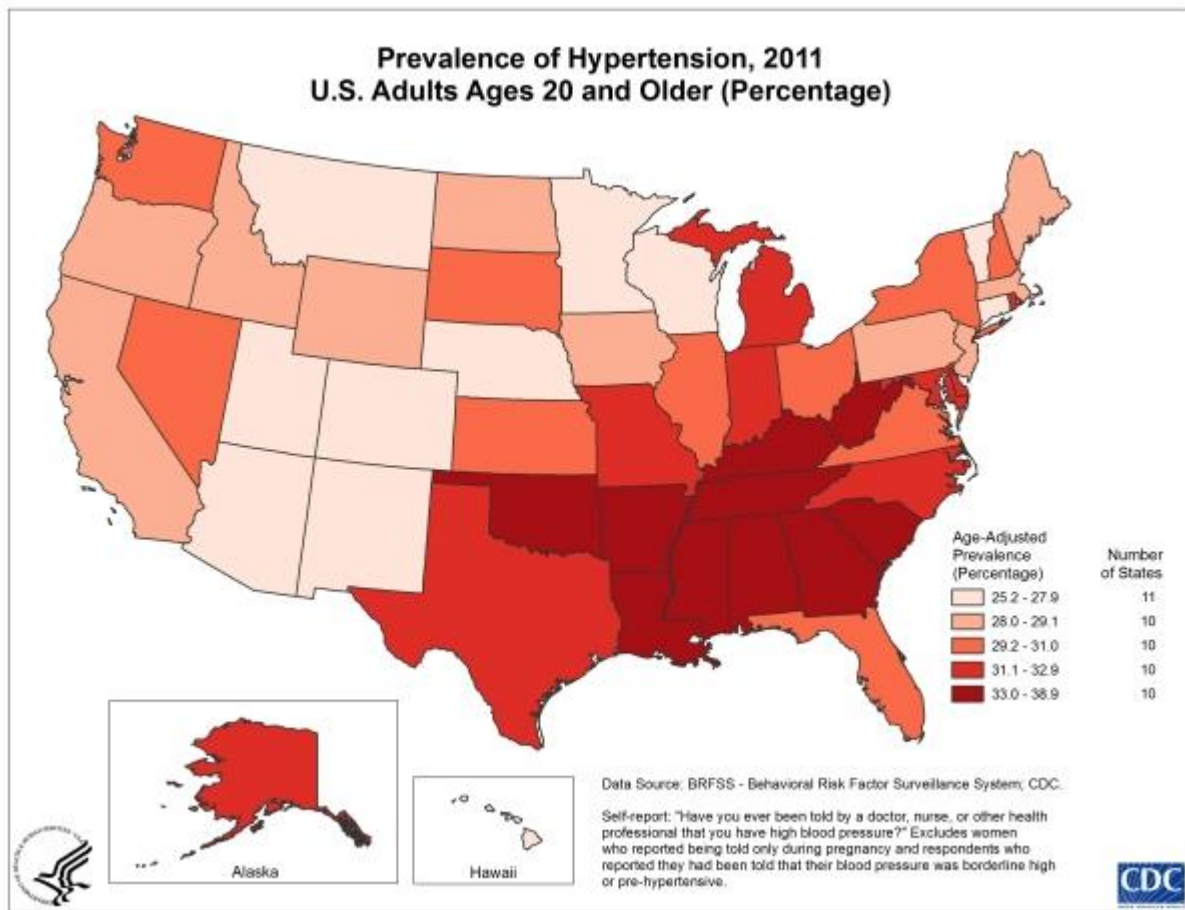 Prevalence of Hypertension, 2011
U.S. Adults Ages 20 and Older (Percentage)
Age-Adjusted
Prevalence
(Percentage)
Number
of States
25.2 - 27.9 11
28.0 - 29.1 10
29.2 - 31.0 10
31.1 - 32.9 10
33.0 - 38.9 10
Alaska
Hawaii
Data Source: BRFSS - Behavioral Risk Factor Surveillance System; CDC.
Self-report: "Have you ever been told by a doctor, nurse, or other health
professional that you have high blood pressure?" Excludes women
who reported being told only during pregnancy and respondents who
reported they had been told that their blood pressure was borderline high
or pre-hypertensive.
CDC